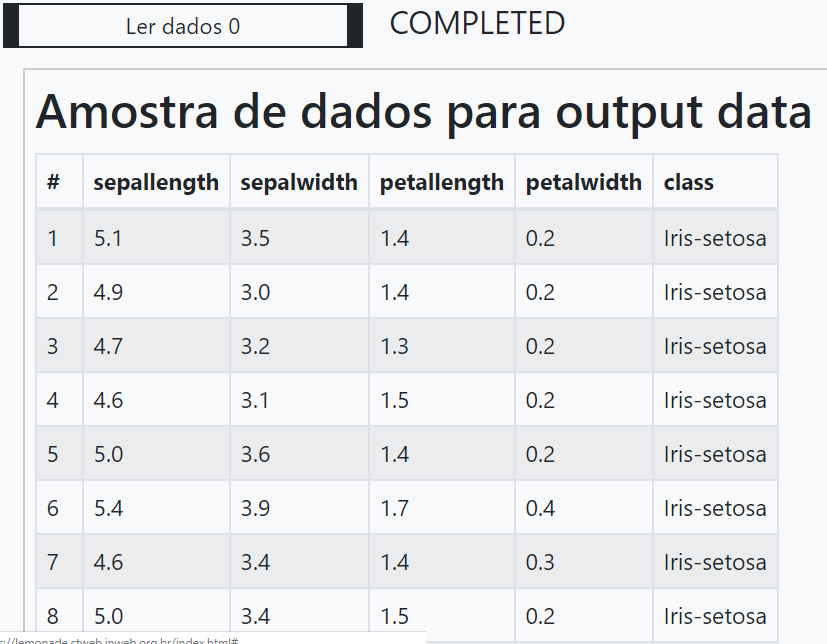 Ler dados 0 COMPLETED
Amostra de dados para output data
# sepallength sepalwidth petallength petalwidth class
1 5.1 3.5 1.4 0.2 Iris-setosa
2 4.9 3.0 1.4 0.2 Iris-setosa
3 4.7 3.2 1.3 0.2 Iris-setosa
4 4.6 3.1 1.5 0.2 Iris-setosa
5 5.0 3.6 1.4 0.2 Iris-setosa
6 5.4 3.9 1.7 0.4 Iris-setosa
7 4.6 3.4 1.4 0.3 Iris-setosa
8 5.0 3.4 1.5 0.2 Iris-setosa
s://lemonade.ctweb.inweb.org.br/index.html#